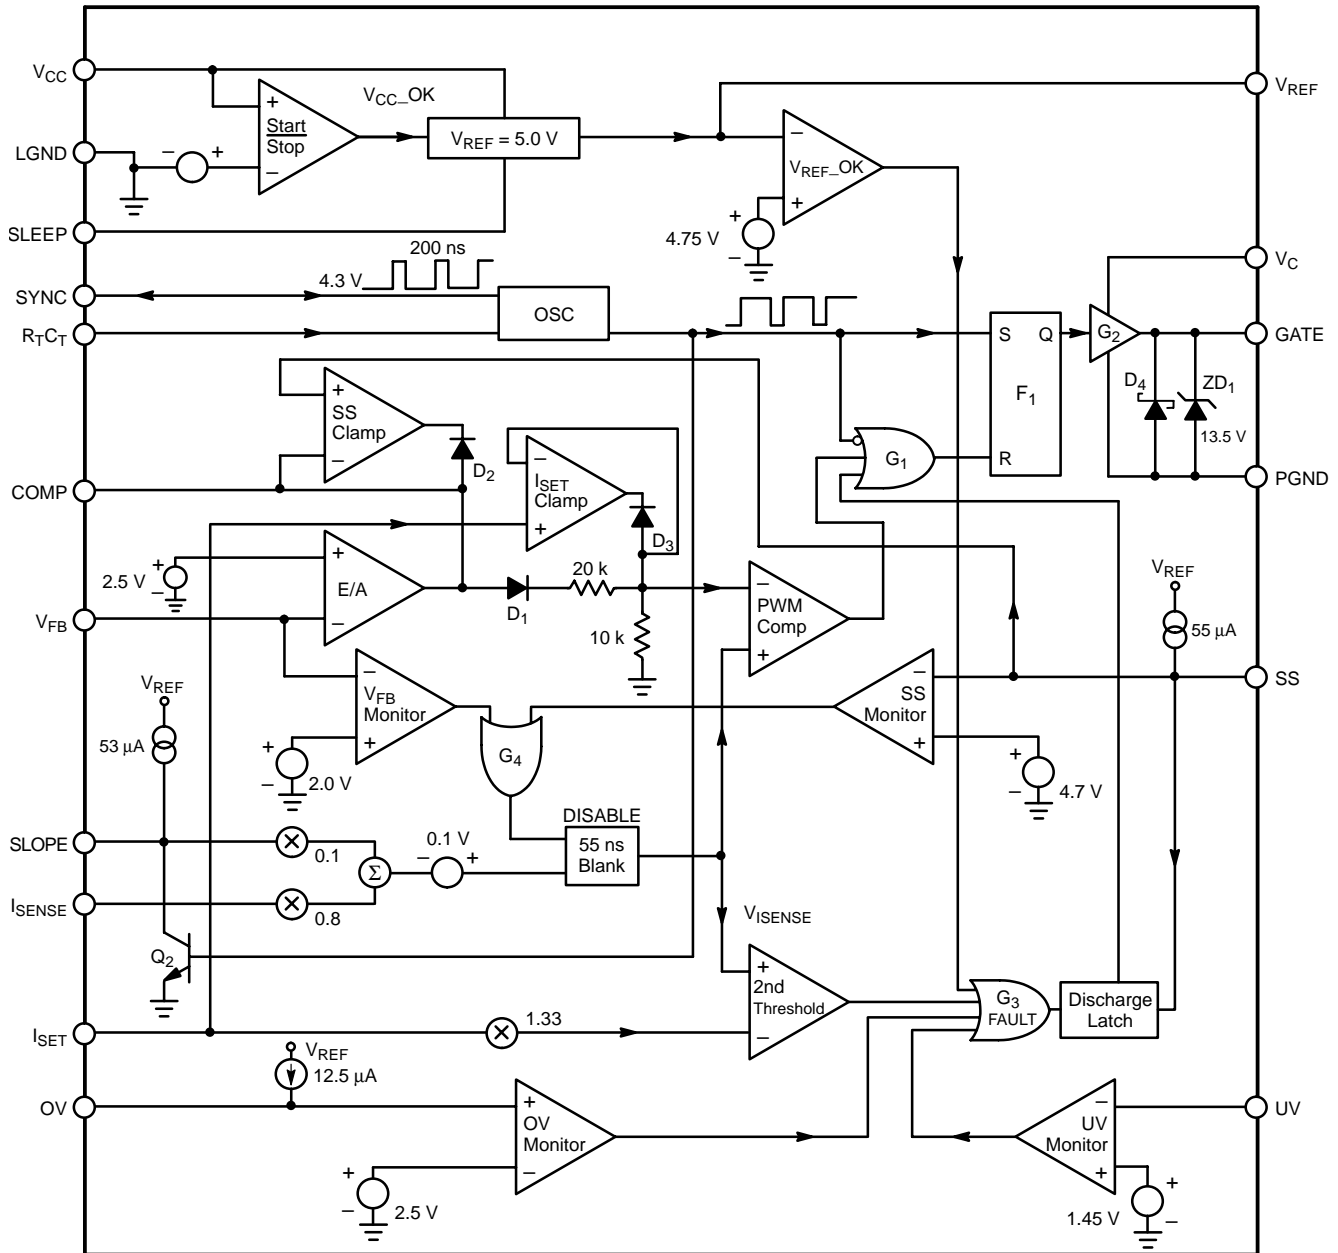 VCC
VCC_OK
VREF
+
Start
Stop
−
VREF = 5.0 V
−
VREF_OK
+
LGND
−
+
SLEEP
4.75 V
+
−
200 ns
4.3 V
VC
SYNC
OSC
RTCT
S
Q
G2
GATE
F1
R
D4
ZD1
13.5 V
PGND
+
SS
Clamp
−
D2
−
ISET
Clamp
+
D3
G1
COMP
2.5 V
+
−
+
E/A
−
D1
20 k
10 k
−
PWM
Comp
+
VREF
55 µA
VFB
SS
−
VFB
Monitor
+
−
SS
Monitor
+
VREF
53 µA
+
−
2.0 V
G4
+
−
4.7 V
DISABLE
55 ns
Blank
SLOPE
0.1
Σ
0.1 V
−
+
ISENSE
0.8
VISENSE
Q2
+
2nd
Threshold
−
G3
FAULT
Discharge
Latch
ISET
1.33
VREF
12.5 µA
OV
+
OV
Monitor
−
−
UV
Monitor
+
UV
+
−
2.5 V
+
−
1.45 V